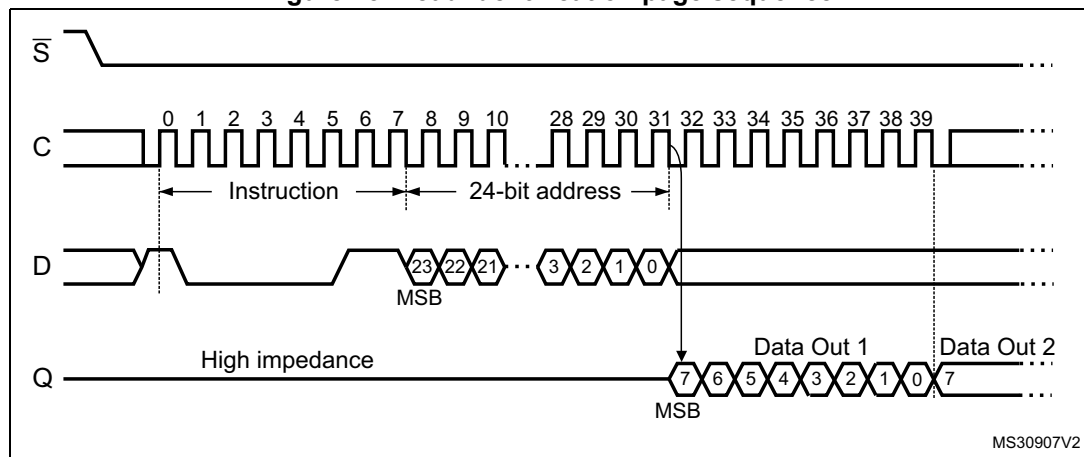 S
0 1 2 3 4 5 6 7 8 9 10 28 29 30 31 32 33 34 35 36 37 38 39
C
Instruction 24-bit address
D 23 22 21 3 2 1 0
MSB
High impedance Data Out 1 Data Out 2
Q 7 6 5 4 3 2 1 0 7
MSB
MS30907V2